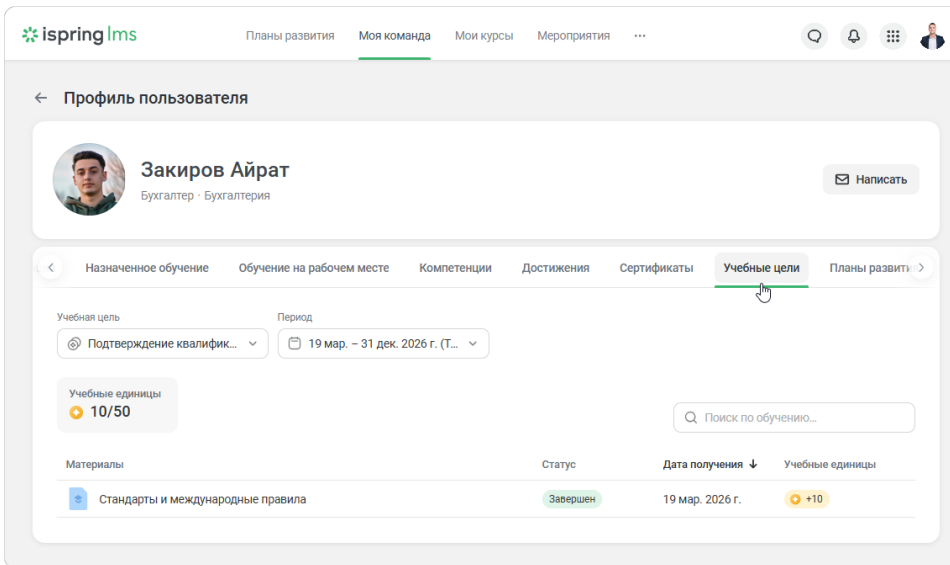 ispring lms
Планы развития Моя команда Мои курсы Мероприятия ...
Профиль пользователя
Закиров Айрат
Бухгалтер · Бухгалтерия
Написать
Назначенное обучение Обучение на рабочем месте Компетенции Достижения Сертификаты Учебные цели Планы развити
Учебная цель Период
Подтверждение квалифик... 19 мар. – 31 дек. 2026 г. (Т...
Учебные единицы
10/50
Поиск по обучению...
Материалы Статус Дата получения ↓ Учебные единицы
Стандарты и международные правила Завершен 19 мар. 2026 г. +10